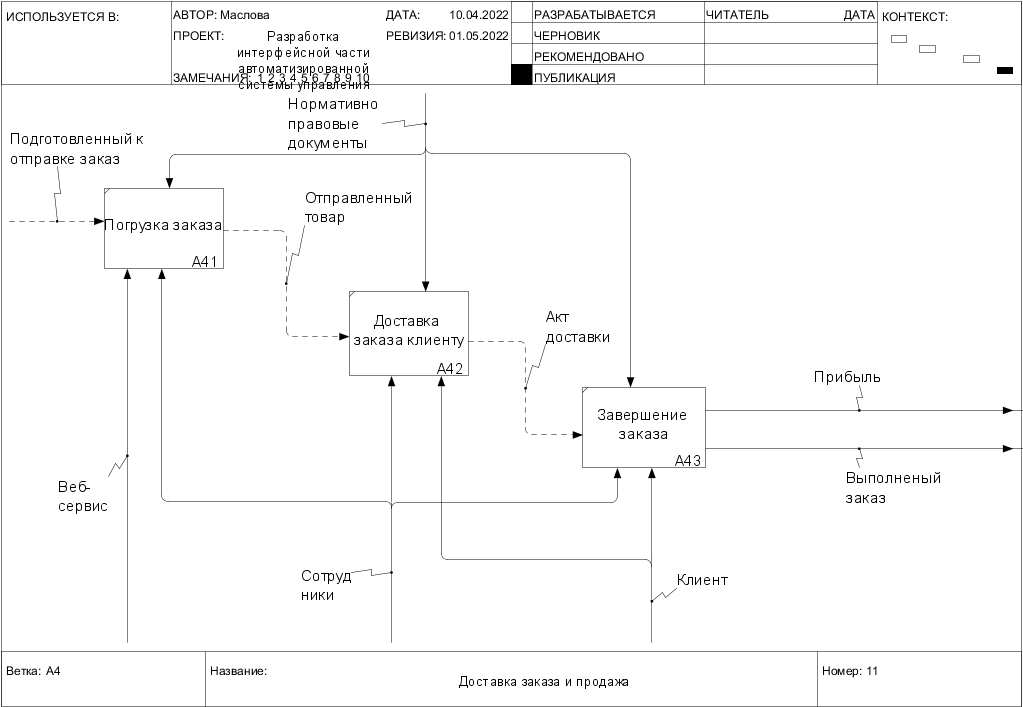 ИСПОЛЬЗУЕТСЯ В:
АВТОР: Маслова
ДАТА: 10.04.2022
ПРОЕКТ: Разработка
интерфейсной части
автоматизированной
системы управления
РЕВИЗИЯ: 01.05.2022
ЗАМЕЧАНИЯ: 1 2 3 4 5 6 7 8 9 10
РАЗРАБАТЫВАЕТСЯ
ЧЕРНОВИК
РЕКОМЕНДОВАНО
ПУБЛИКАЦИЯ
ЧИТАТЕЛЬ ДАТА
КОНТЕКСТ:
Нормативно
правовые
документы
Подготовленный к
отправке заказ
Погрузка заказа
A41
Отправленный
товар
Доставка
заказа клиенту
A42
Акт
доставки
Завершение
заказа
A43
Прибыль
Выполненый
заказ
Веб-
сервис
Сотруд
ники
Клиент
Ветка: A4
Название:
Доставка заказа и продажа
Номер: 11